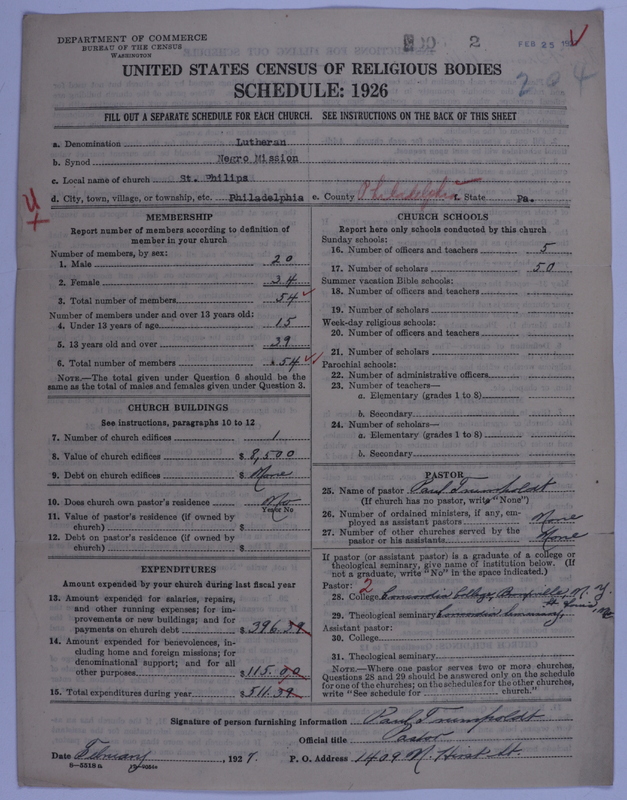 DEPARTMENT OF COMMERCE
BUREAU OF THE CENSUS
WASHINGTON
2
FEB 25 192
204
UNITED STATES CENSUS OF RELIGIOUS BODIES
SCHEDULE: 1926
FILL OUT A SEPARATE SCHEDULE FOR EACH CHURCH. SEE INSTRUCTIONS ON THE BACK OF THIS SHEET
a. Denomination Lutheran
b. Synod Negro Mission
c. Local name of church St. Philips
d. City, town, village, or township, etc. Philadelphia e. County Philadelphia f. State Pa.
MEMBERSHIP
Report number of members according to definition of
member in your church
Number of members, by sex:
1. Male 20
2. Female 34
3. Total number of members 54
Number of members under and over 13 years old:
4. Under 13 years of age 15
5. 13 years old and over 39
6. Total number of members 54
NOTE.—The total given under Question 6 should be the
same as the total of males and females given under Question 3.
CHURCH BUILDINGS
See instructions, paragraphs 10 to 12
7. Number of church edifices 1
8. Value of church edifices $ 8,500
9. Debt on church edifices $ None
10. Does church own pastor's residence No
Yes or No
11. Value of pastor's residence (if owned by
church) $
12. Debt on pastor's residence (if owned by
church) $
EXPENDITURES
Amount expended by your church during last fiscal year
13. Amount expended for salaries, repairs,
and other running expenses; for im-
provements or new buildings; and for
payments on church debt $ 396.39
14. Amount expended for benevolences, in-
cluding home and foreign missions; for
denominational support; and for all
other purposes $ 115.00
15. Total expenditures during year $ 511.39
CHURCH SCHOOLS
Report here only schools conducted by this church
Sunday schools:
16. Number of officers and teachers 5
17. Number of scholars 50
Summer vacation Bible schools:
18. Number of officers and teachers
19. Number of scholars
Week-day religious schools:
20. Number of officers and teachers
21. Number of scholars
Parochial schools:
22. Number of administrative officers
23. Number of teachers—
a. Elementary (grades 1 to 8)
b. Secondary
24. Number of scholars—
a. Elementary (grades 1 to 8)
b. Secondary
PASTOR
25. Name of pastor Paul Trumpoldt
(If church has no pastor, write "None")
26. Number of ordained ministers, if any, em-
ployed as assistant pastors None
27. Number of other churches served by the
pastor or his assistants None
If pastor (or assistant pastor) is a graduate of a college or
theological seminary, give name of institution below. (If
not a graduate, write "No" in the space indicated.)
Pastor: 2
28. College Concordia College, Bronxville, N. Y.
29. Theological seminary Concordia Seminary, St. Louis, Mo
Assistant pastor:
30. College
31. Theological seminary
NOTE.—Where one pastor serves two or more churches,
Questions 28 and 29 should be answered only on the schedule
for one of the churches; on the schedules for the other churches,
write "See schedule for church."
Signature of person furnishing information Paul Trumpoldt
Official title Pastor
Date February, 1927. P. O. Address 1409 N. Hirst St.
8—5518 a